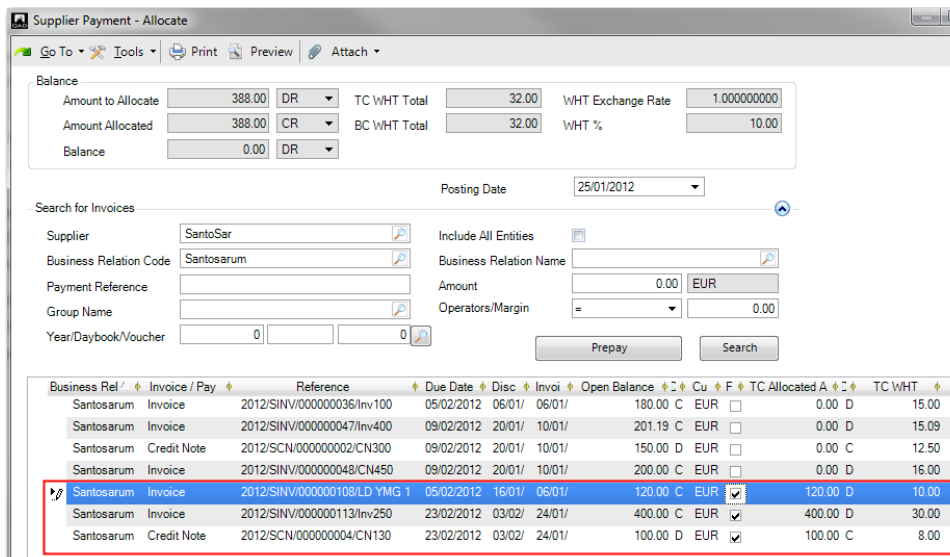 Supplier Payment - Allocate
Go To Tools Print Preview Attach
Balance
Amount to Allocate 388.00 DR TC WHT Total 32.00 WHT Exchange Rate 1.000000000
Amount Allocated 388.00 CR BC WHT Total 32.00 WHT % 10.00
Balance 0.00 DR
Posting Date 25/01/2012
Search for Invoices
Supplier SantoSar Include All Entities
Business Relation Code Santosarum Business Relation Name
Payment Reference Amount 0.00 EUR
Group Name Operators/Margin = 0.00
Year/Daybook/Voucher 0 0
Prepay Search
Business Rel Invoice / Pay Reference Due Date Disc Invoi Open Balance Cu F TC Allocated A TC WHT
Santosarum Invoice 2012/SINV/000000036/Inv100 05/02/2012 06/01/ 06/01/ 180.00 C EUR 0.00 D 15.00
Santosarum Invoice 2012/SINV/000000047/Inv400 09/02/2012 20/01/ 10/01/ 201.19 C EUR 0.00 D 15.09
Santosarum Credit Note 2012/SCN/000000002/CN300 09/02/2012 20/01/ 10/01/ 150.00 D EUR 0.00 C 12.50
Santosarum Invoice 2012/SINV/000000048/CN450 09/02/2012 20/01/ 10/01/ 200.00 C EUR 0.00 D 16.00
Santosarum Invoice 2012/SINV/000000108/LD YMG 1 05/02/2012 16/01/ 06/01/ 120.00 C EUR 120.00 D 10.00
Santosarum Invoice 2012/SINV/000000113/Inv250 23/02/2012 03/02/ 24/01/ 400.00 C EUR 400.00 D 30.00
Santosarum Credit Note 2012/SCN/000000004/CN130 23/02/2012 03/02/ 24/01/ 100.00 D EUR 100.00 C 8.00